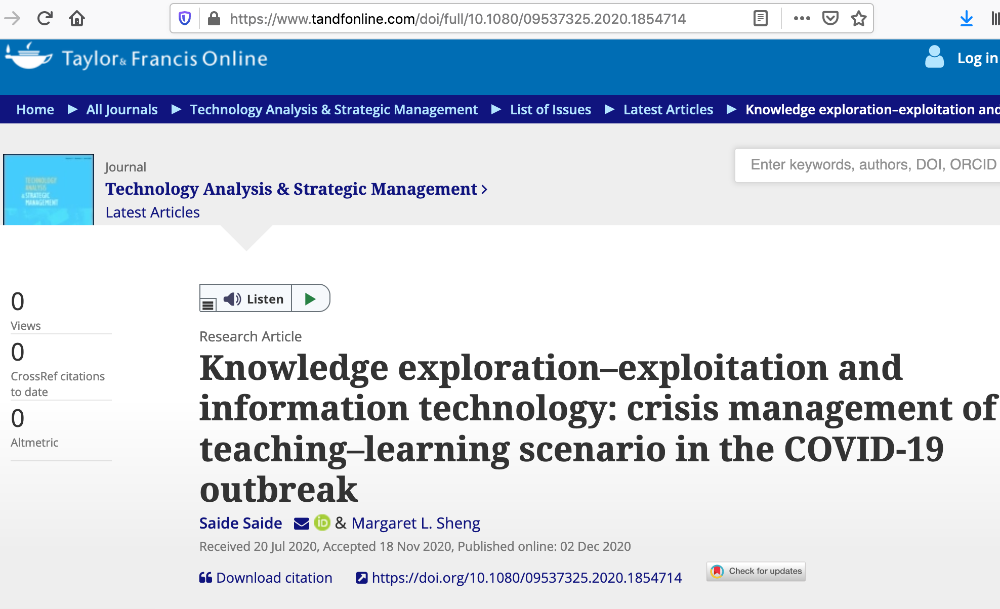 https://www.tandfonline.com/doi/full/10.1080/09537325.2020.1854714
Taylor & Francis Online
Log in
Home ▶ All Journals ▶ Technology Analysis & Strategic Management ▶ List of Issues ▶ Latest Articles ▶ Knowledge exploration–exploitation and
TECHNOLOGY
ANALYSIS
& STRATEGIC
MANAGEMENT
Journal
Technology Analysis & Strategic Management >
Latest Articles
Enter keywords, authors, DOI, ORCID
0
Views
0
CrossRef citations
to date
0
Altmetric
Listen
Research Article
Knowledge exploration–exploitation and
information technology: crisis management of
teaching–learning scenario in the COVID-19
outbreak
Saide Saide iD & Margaret L. Sheng
Received 20 Jul 2020, Accepted 18 Nov 2020, Published online: 02 Dec 2020
Download citation https://doi.org/10.1080/09537325.2020.1854714
Check for updates